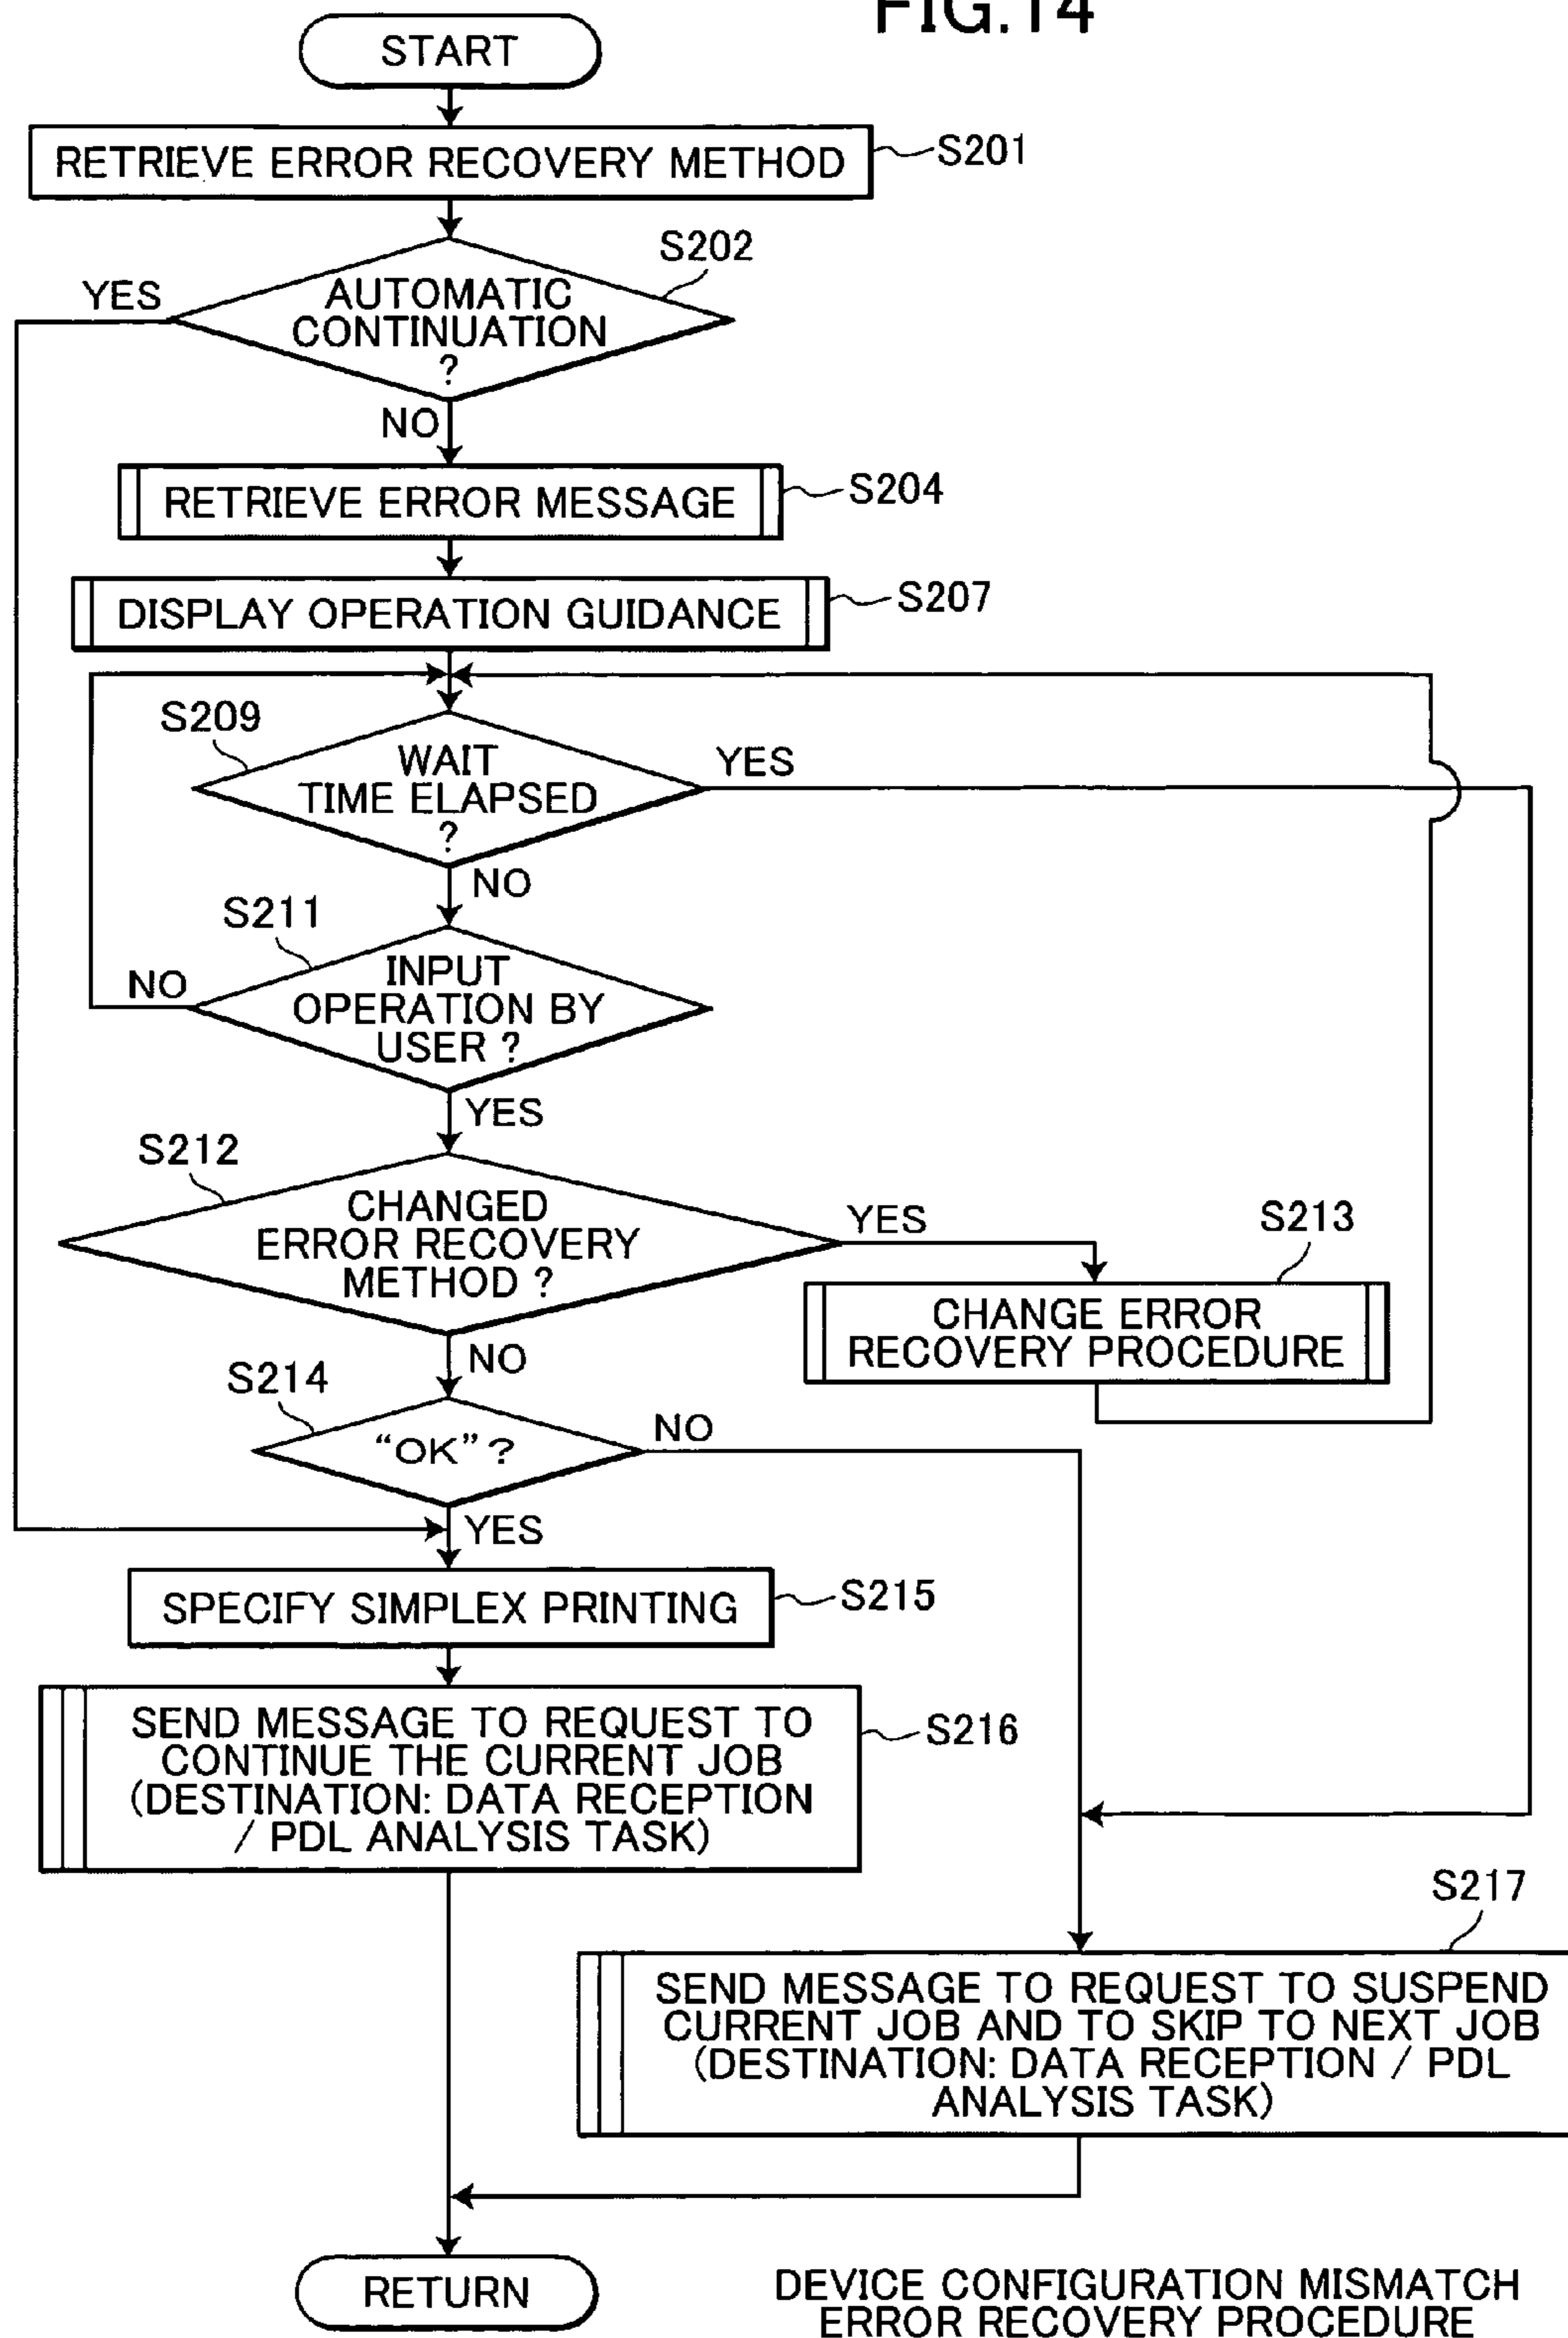 FIG.14
START
RETRIEVE ERROR RECOVERY METHOD
S201
S202
YES
AUTOMATIC
CONTINUATION
?
NO
RETRIEVE ERROR MESSAGE
S204
DISPLAY OPERATION GUIDANCE
S207
S209
WAIT
TIME ELAPSED
?
YES
NO
S211
INPUT
OPERATION BY
USER ?
NO
YES
S212
CHANGED
ERROR RECOVERY
METHOD ?
YES
S213
CHANGE ERROR
RECOVERY PROCEDURE
NO
S214
“OK” ?
NO
YES
SPECIFY SIMPLEX PRINTING
S215
SEND MESSAGE TO REQUEST TO
CONTINUE THE CURRENT JOB
(DESTINATION: DATA RECEPTION
/ PDL ANALYSIS TASK)
S216
S217
SEND MESSAGE TO REQUEST TO SUSPEND
CURRENT JOB AND TO SKIP TO NEXT JOB
(DESTINATION: DATA RECEPTION / PDL
ANALYSIS TASK)
RETURN
DEVICE CONFIGURATION MISMATCH
ERROR RECOVERY PROCEDURE